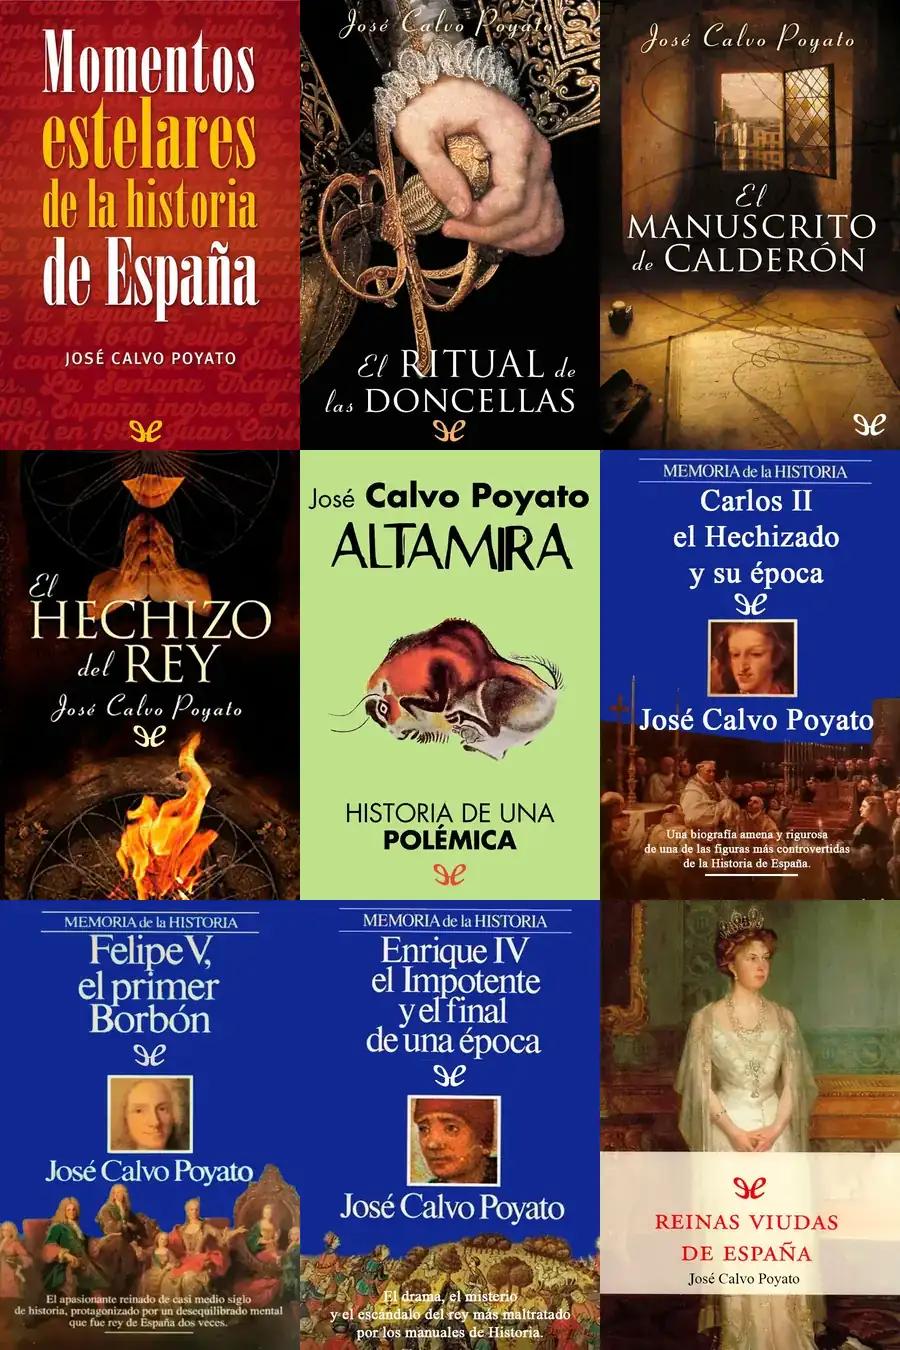 Momentos
estelares
de la historia
de España
JOSÉ CALVO POYATO
José Calvo Poyato
El RITUAL de
las DONCELLAS
José Calvo Poyato
El
MANUSCRITO
de CALDERÓN
El
HECHIZO
del REY
José Calvo Poyato
José Calvo Poyato
ALTAMIRA
HISTORIA DE UNA
POLÉMICA
MEMORIA de la HISTORIA
Carlos II
el Hechizado
y su época
José Calvo Poyato
Una biografía amena y rigurosa
de una de las figuras más controvertidas
de la Historia de España.
MEMORIA de la HISTORIA
Felipe V,
el primer
Borbón
José Calvo Poyato
El apasionante reinado de casi medio siglo
de historia, protagonizado por un desequilibrado mental
que fue rey de España dos veces.
MEMORIA de la HISTORIA
Enrique IV
el Impotente
y el final
de una época
José Calvo Poyato
El drama, el misterio
y el escándalo del rey más maltratado
por los manuales de Historia.
REINAS VIUDAS
DE ESPAÑA
José Calvo Poyato